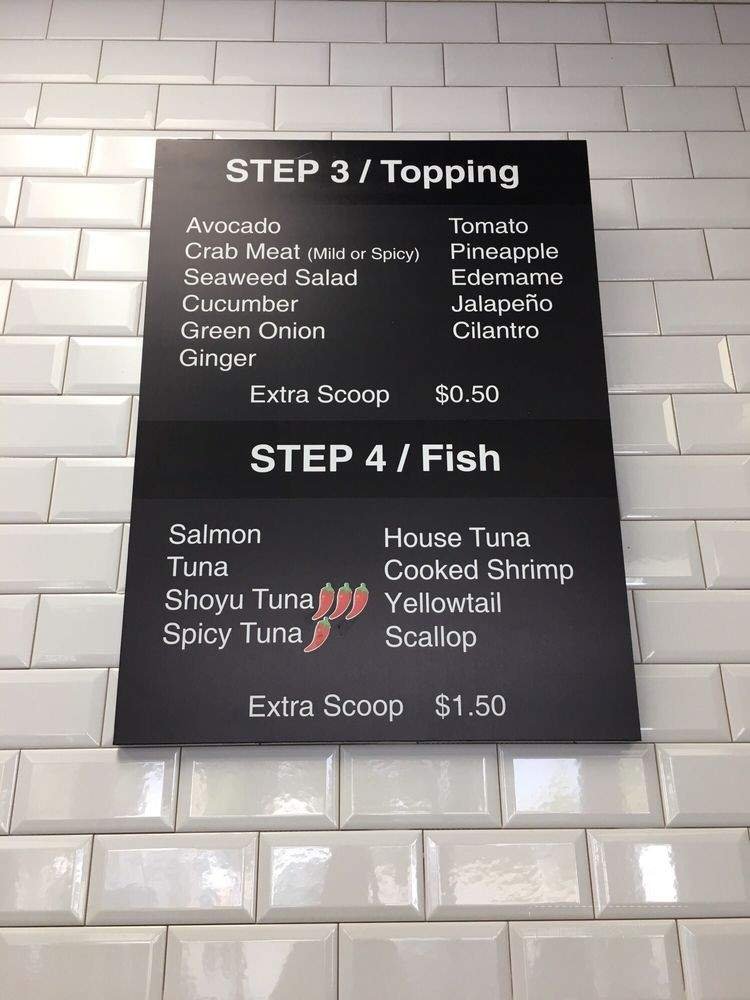 STEP 3 / Topping
Avocado
Crab Meat (Mild or Spicy)
Seaweed Salad
Cucumber
Green Onion
Ginger
Tomato
Pineapple
Edemame
Jalapeño
Cilantro
Extra Scoop $0.50
STEP 4 / Fish
Salmon
Tuna
Shoyu Tuna
Spicy Tuna
House Tuna
Cooked Shrimp
Yellowtail
Scallop
Extra Scoop $1.50